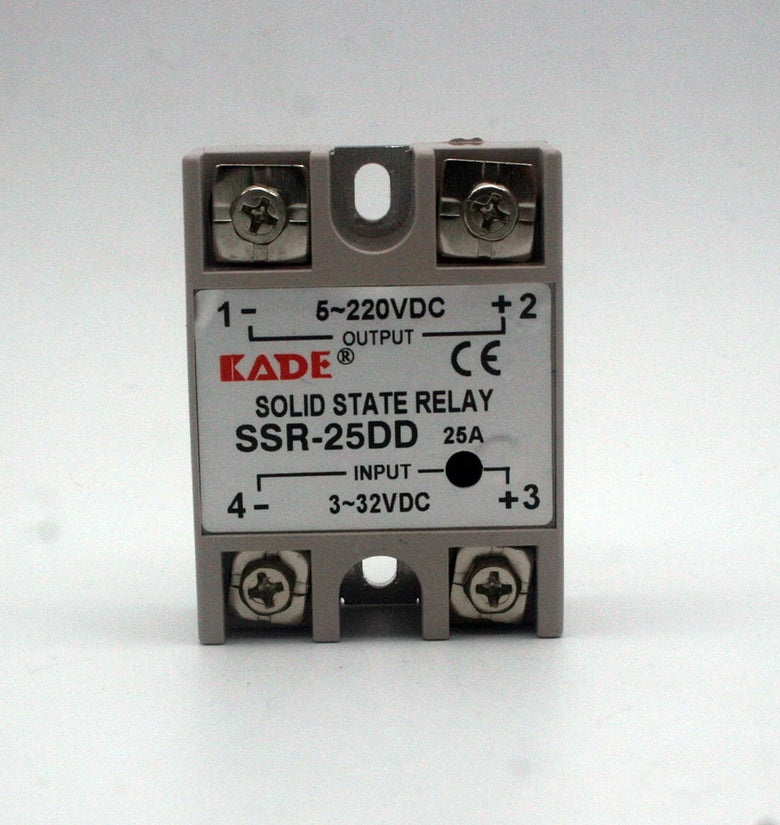 1 - 5~220VDC + 2
OUTPUT
KADE®
CE
SOLID STATE RELAY
SSR-25DD 25A
INPUT
4 - 3~32VDC +3